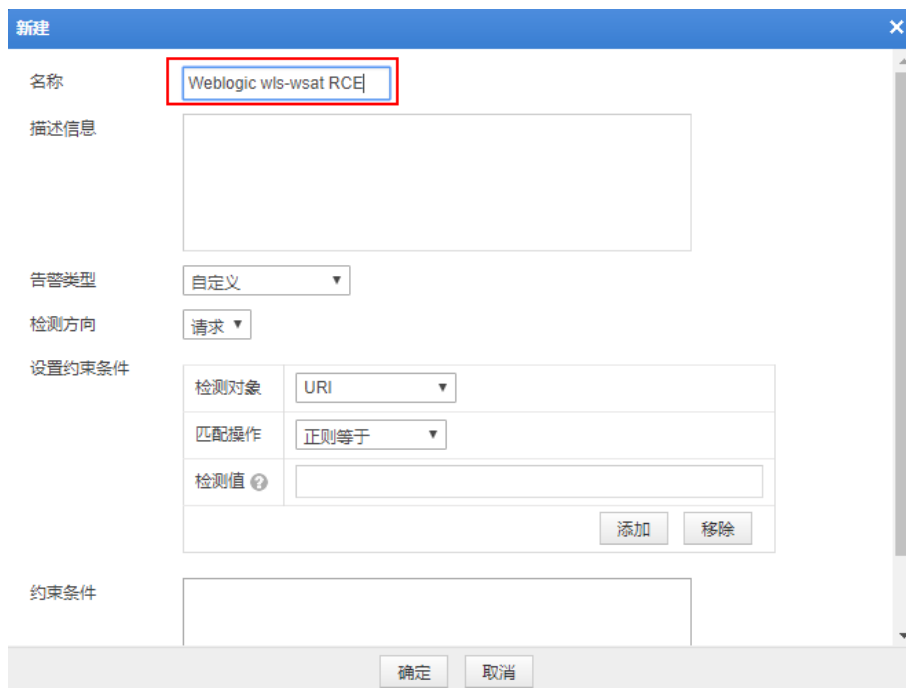 新建
名称 Weblogic wls-wsat RCE
描述信息
告警类型 自定义
检测方向 请求
设置约束条件
检测对象 URI
匹配操作 正则等于
检测值
添加 移除
约束条件
确定 取消